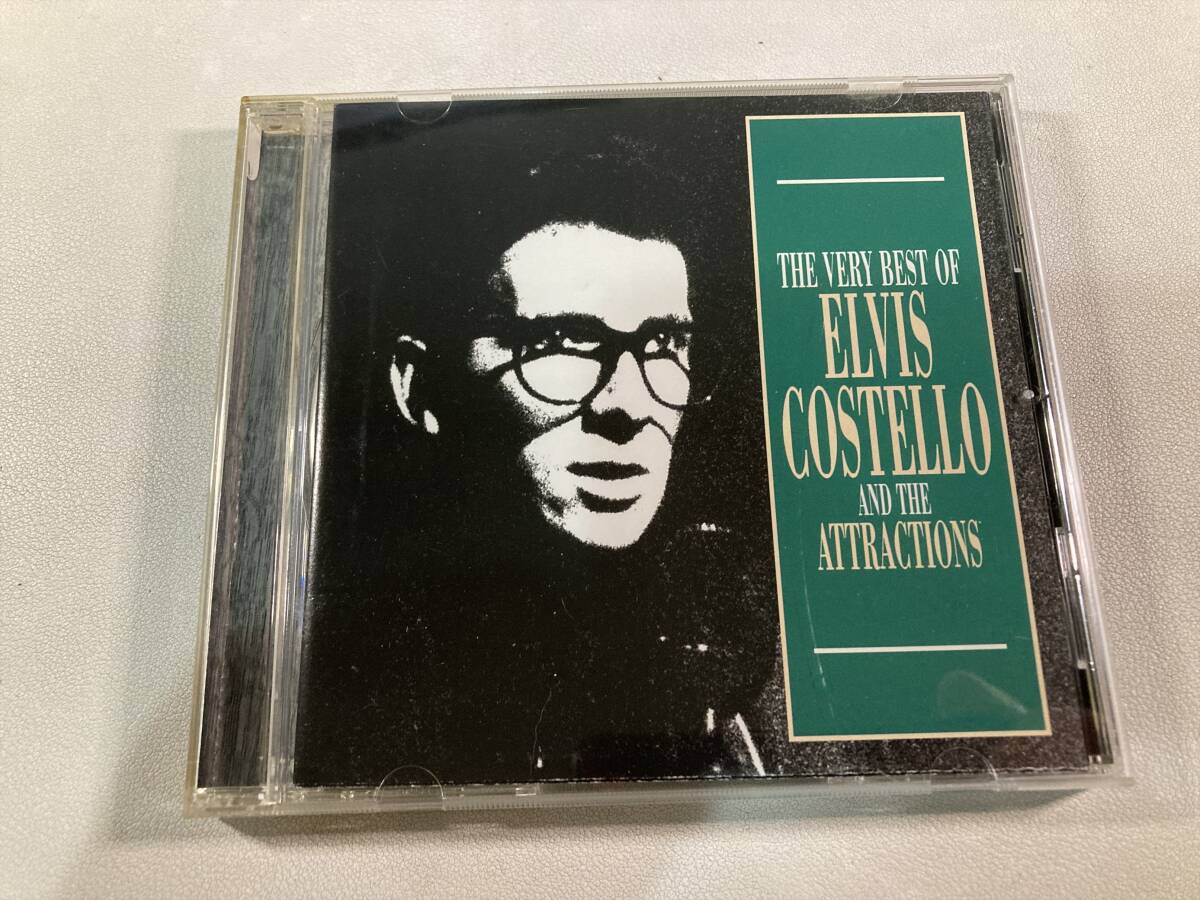 THE VERY BEST OF
ELVIS
COSTELLO
AND THE
ATTRACTIONS